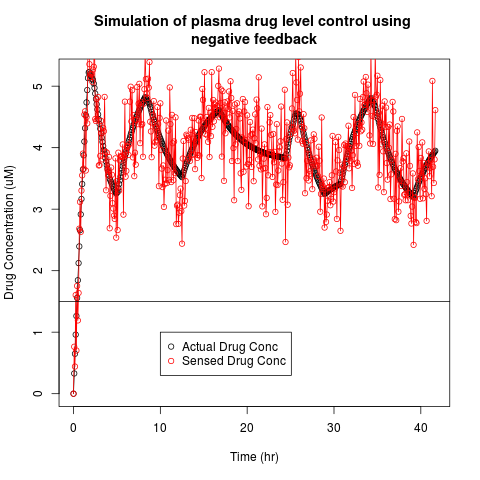 Simulation of plasma drug level control using
negative feedback
Drug Concentration (uM)
5
4
3
2
1
0
Actual Drug Conc
Sensed Drug Conc
0 10 20 30 40
Time (hr)